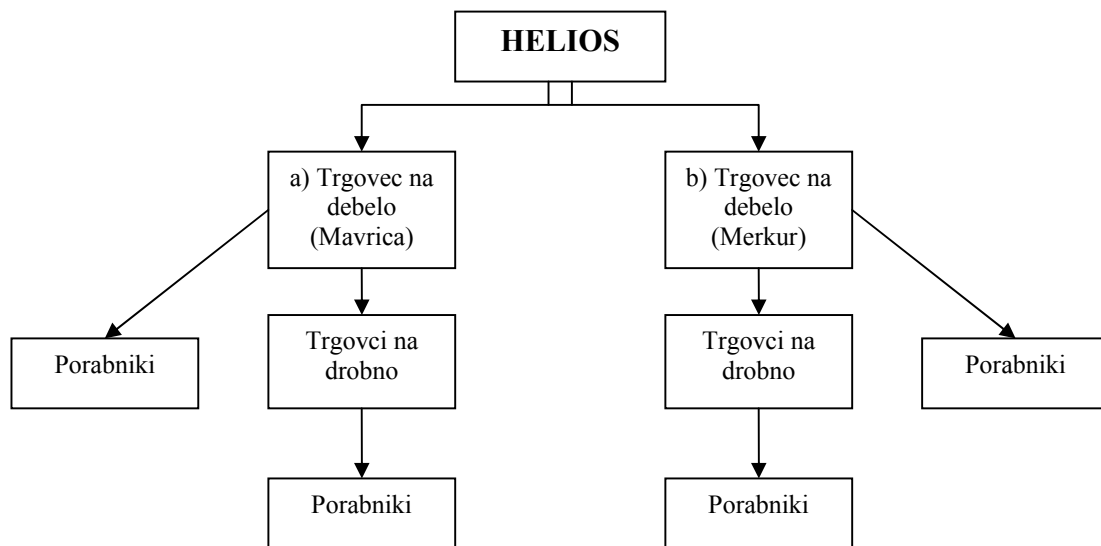 HELIOS
a) Trgovec na
debelo
(Mavrica)
b) Trgovec na
debelo
(Merkur)
Porabniki
Trgovci na
drobno
Trgovci na
drobno
Porabniki
Porabniki
Porabniki